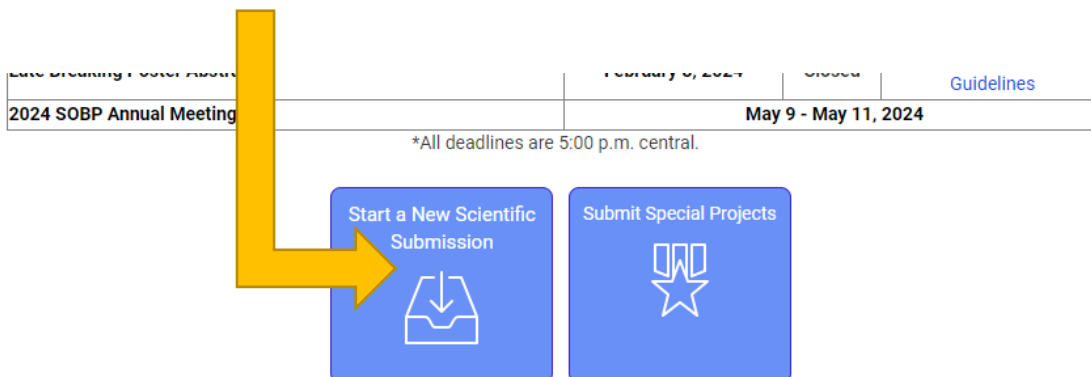 Guidelines
2024 SOBP Annual Meeting May 9 - May 11, 2024
*All deadlines are 5:00 p.m. central.
Start a New Scientific
Submission
Submit Special Projects